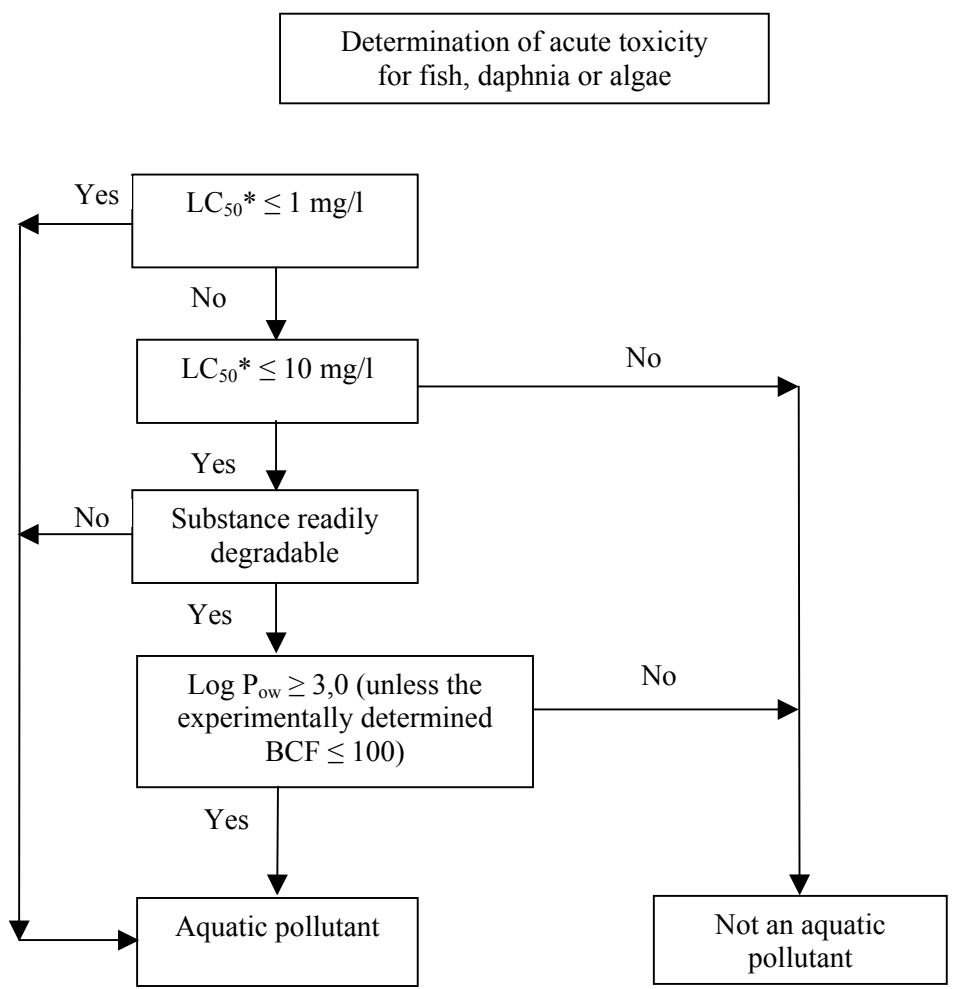 Determination of acute toxicity
for fish, daphnia or algae
Yes
LC₅₀* ≤ 1 mg/l
No
LC₅₀* ≤ 10 mg/l
No
Yes
No
Substance readily
degradable
Yes
Log Pₒw ≥ 3,0 (unless the
experimentally determined
BCF ≤ 100)
No
Yes
Aquatic pollutant
Not an aquatic
pollutant